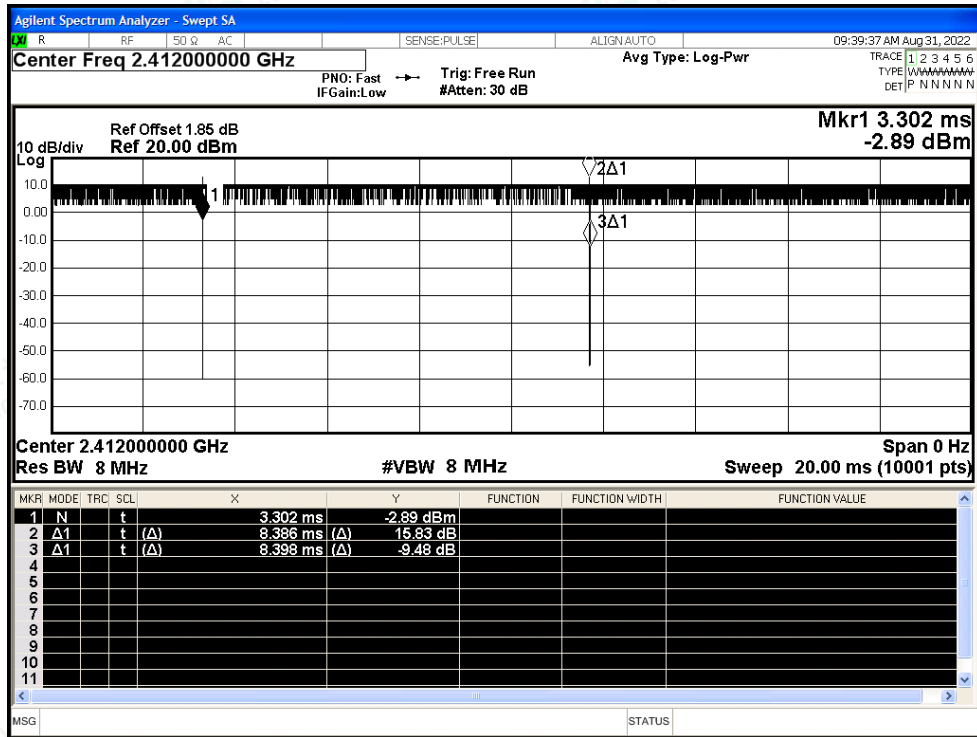 Agilent Spectrum Analyzer - Swept SA
LXI R RF 50 Ω AC SENSE:PULSE ALIGN AUTO 09:39:37 AM Aug 31, 2022
Center Freq 2.412000000 GHz Avg Type: Log-Pwr TRACE 1 2 3 4 5 6
PNO: Fast Trig: Free Run TYPE W
IFGain:Low #Atten: 30 dB DET P N N N N N
Mkr1 3.302 ms
Ref Offset 1.85 dB
10 dB/div Ref 20.00 dBm -2.89 dBm
Log
2Δ1
10.0
1
0.00
3Δ1
-10.0
-20.0
-30.0
-40.0
-50.0
-60.0
-70.0
Center 2.412000000 GHz Span 0 Hz
Res BW 8 MHz #VBW 8 MHz Sweep 20.00 ms (10001 pts)
MKR MODE TRC SCL X Y FUNCTION FUNCTION WIDTH FUNCTION VALUE
1 N t 3.302 ms -2.89 dBm
2 Δ1 t (Δ) 8.386 ms (Δ) 15.83 dB
3 Δ1 t (Δ) 8.398 ms (Δ) -9.48 dB
4
5
6
7
8
9
10
11
MSG STATUS